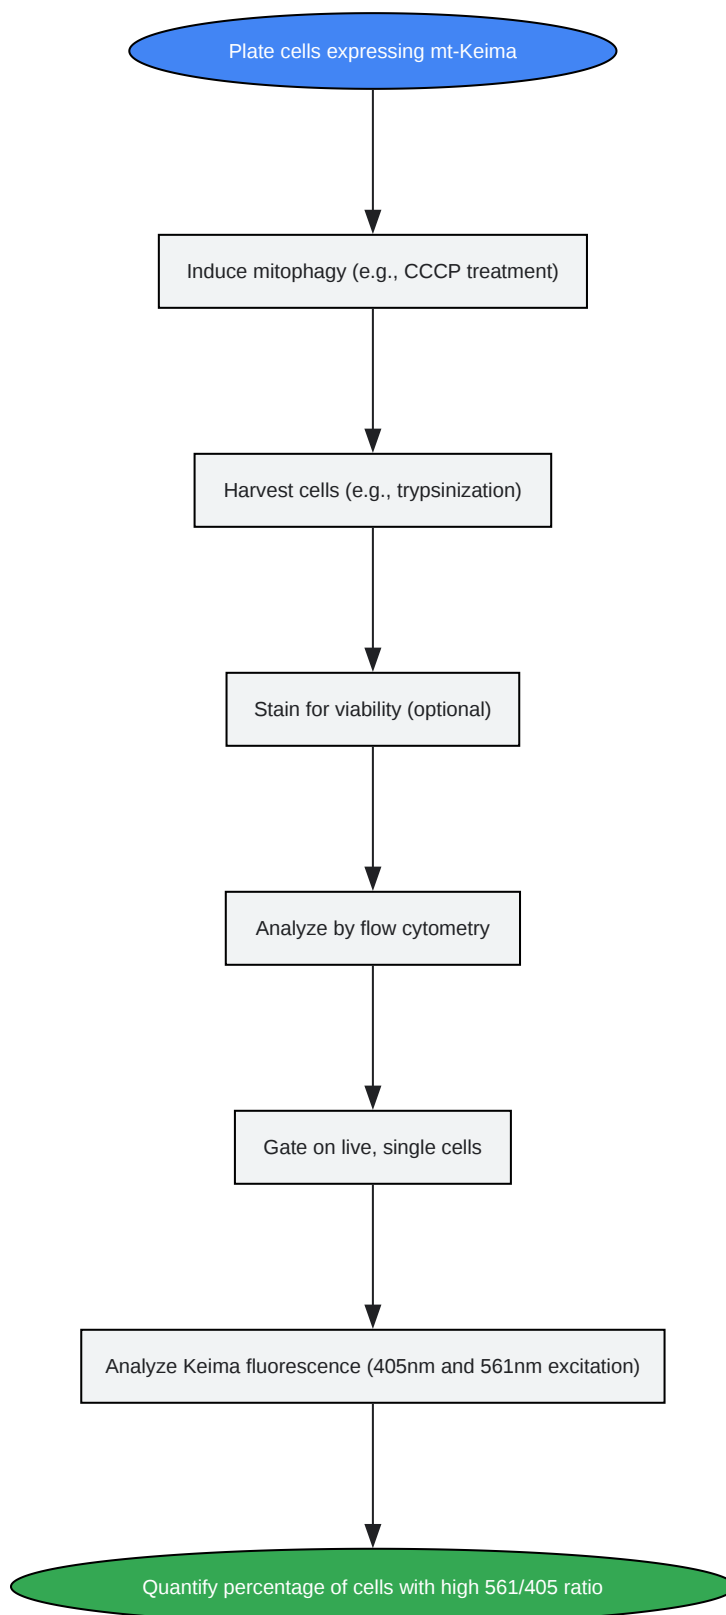 Plate cells expressing mt-Keima
Induce mitophagy (e.g., CCCP treatment)
Harvest cells (e.g., trypsinization)
Stain for viability (optional)
Analyze by flow cytometry
Gate on live, single cells
Analyze Keima fluorescence (405nm and 561nm excitation)
Quantify percentage of cells with high 561/405 ratio